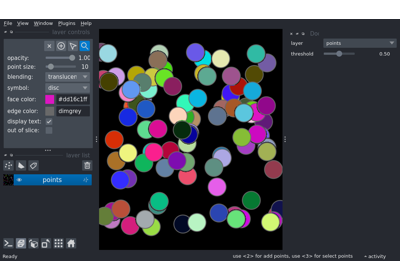 File View Window Plugins Help
layer controls
opacity: 1.00
point size: 10
blending: translucen
symbol: disc
face color: #dd16c1ff
edge color: dimgrey
display text:
out of slice:
layer list
points
layer points
threshold 0.50
Ready use <2> for add points, use <3> for select points activity